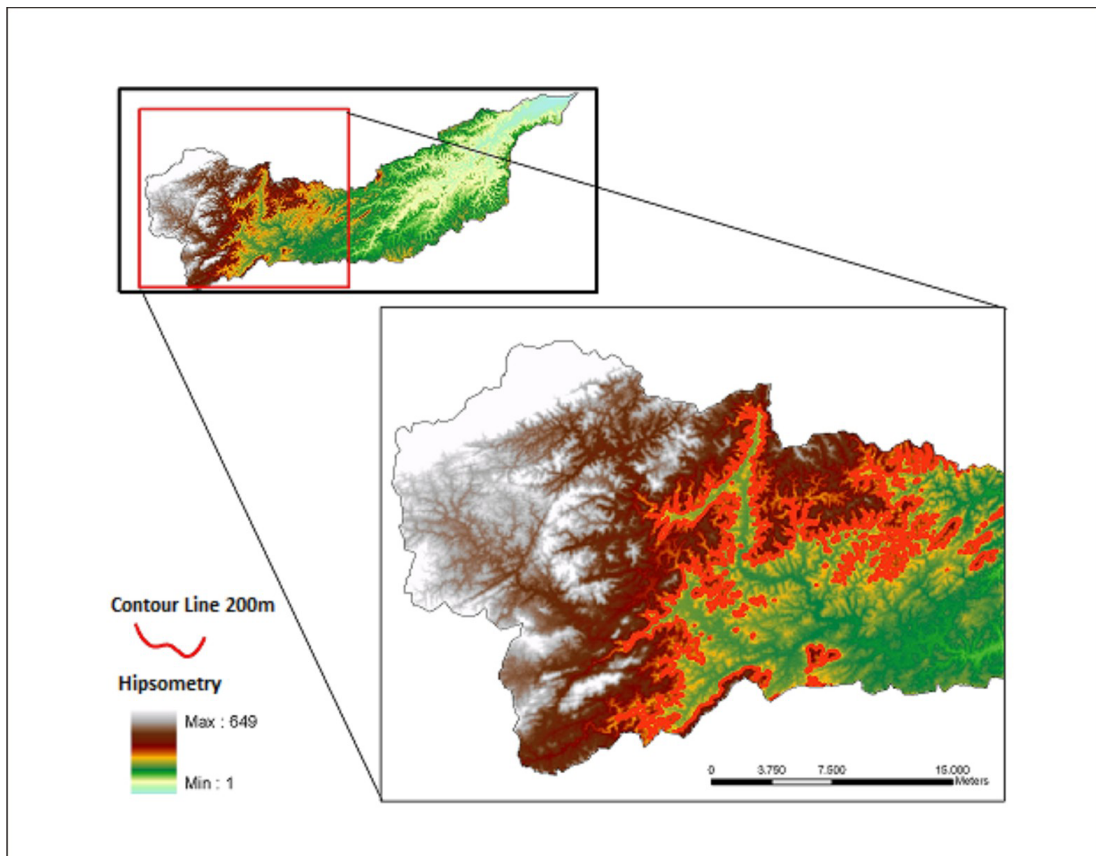 Contour Line 200m
Hipsometry
Max : 649
Min : 1
0 3.750 7.500 15.000
Meters